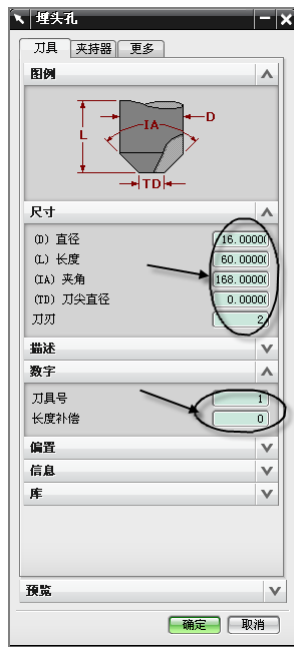 埋头孔
刀具 夹持器 更多
图例
L
IA
D
TD
尺寸
(D) 直径 16.0000(
(L) 长度 60.0000(
(IA) 夹角 168.0000(
(TD) 刀尖直径 0.0000(
刀刃 2
描述
数字
刀具号 1
长度补偿 0
偏置
信息
库
预览
确定 取消